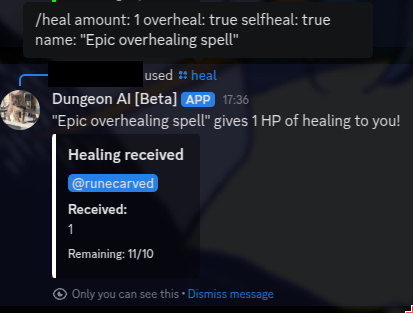 /heal amount: 1 overheal: true selfheal: true
name: "Epic overhealing spell"
used heal
Dungeon AI [Beta] APP 17:36
"Epic overhealing spell" gives 1 HP of healing to you!
Healing received
@runecarved
Received:
1
Remaining: 11/10
Only you can see this • Dismiss message